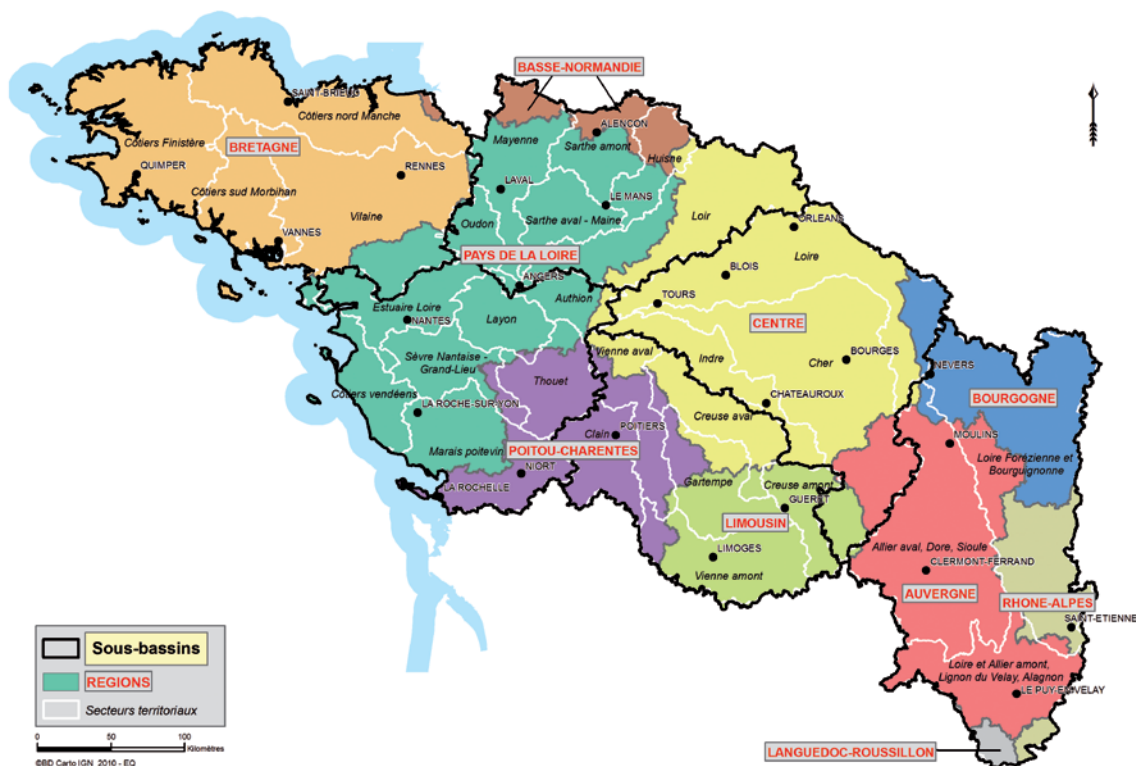 BASSE-NORMANDIE
SAINT-BRIEUC
Côtiers nord Manche
ALENCON
Mayenne
Sarthe amont
Côtiers Finistère
BRETAGNE
Huisne
QUIMPER
RENNES
LAVAL
Côtiers sud Morbihan
LE MANS
Vilaine
Oudon
Sarthe aval - Maine
Loir
ORLEANS
VANNES
PAYS DE LA LOIRE
Loire
BLOIS
ANGERS
Authion
TOURS
Estuaire Loire
NANTES
Layon
CENTRE
Sèvre Nantaise -
Grand-Lieu
Vienne aval
Indre
Cher
BOURGES
NEVERS
Thouet
Côtiers vendéens
BOURGOGNE
CHATEAUROUX
LA ROCHE-SUR-YON
Creuse aval
Clain
POITIERS
MOULINS
Marais poitevin
POITOU-CHARENTES
Loire Forézienne et
Bourguignonne
NIORT
LA ROCHELLE
Gartempe
Creuse amont
GUERET
LIMOUSIN
LIMOGES
Allier aval, Dore, Sioule
CLERMONT-FERRAND
Vienne amont
AUVERGNE
RHONE-ALPES
SAINT-ETIENNE
Loire et Allier amont,
Lignon du Velay, Alagnon
LE PUY-EN-VELAY
LANGUEDOC-ROUSSILLON
Sous-bassins
REGIONS
Secteurs territoriaux
0 50 100
Kilomètres
©BD Carto IGN 2010 - EQ